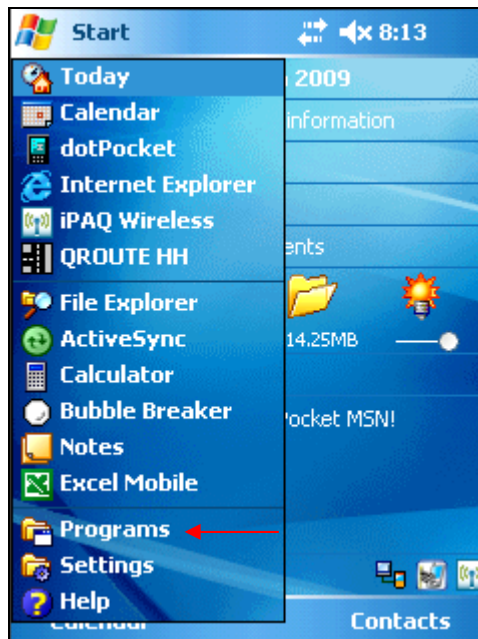 Start 8:13
Today
2009
Calendar
information
dotPocket
Internet Explorer
iPAQ Wireless
QROUTE HH
ents
File Explorer
ActiveSync
14.25MB
Calculator
Bubble Breaker
Pocket MSN!
Notes
Excel Mobile
Programs
Settings
Help
Calendar Contacts